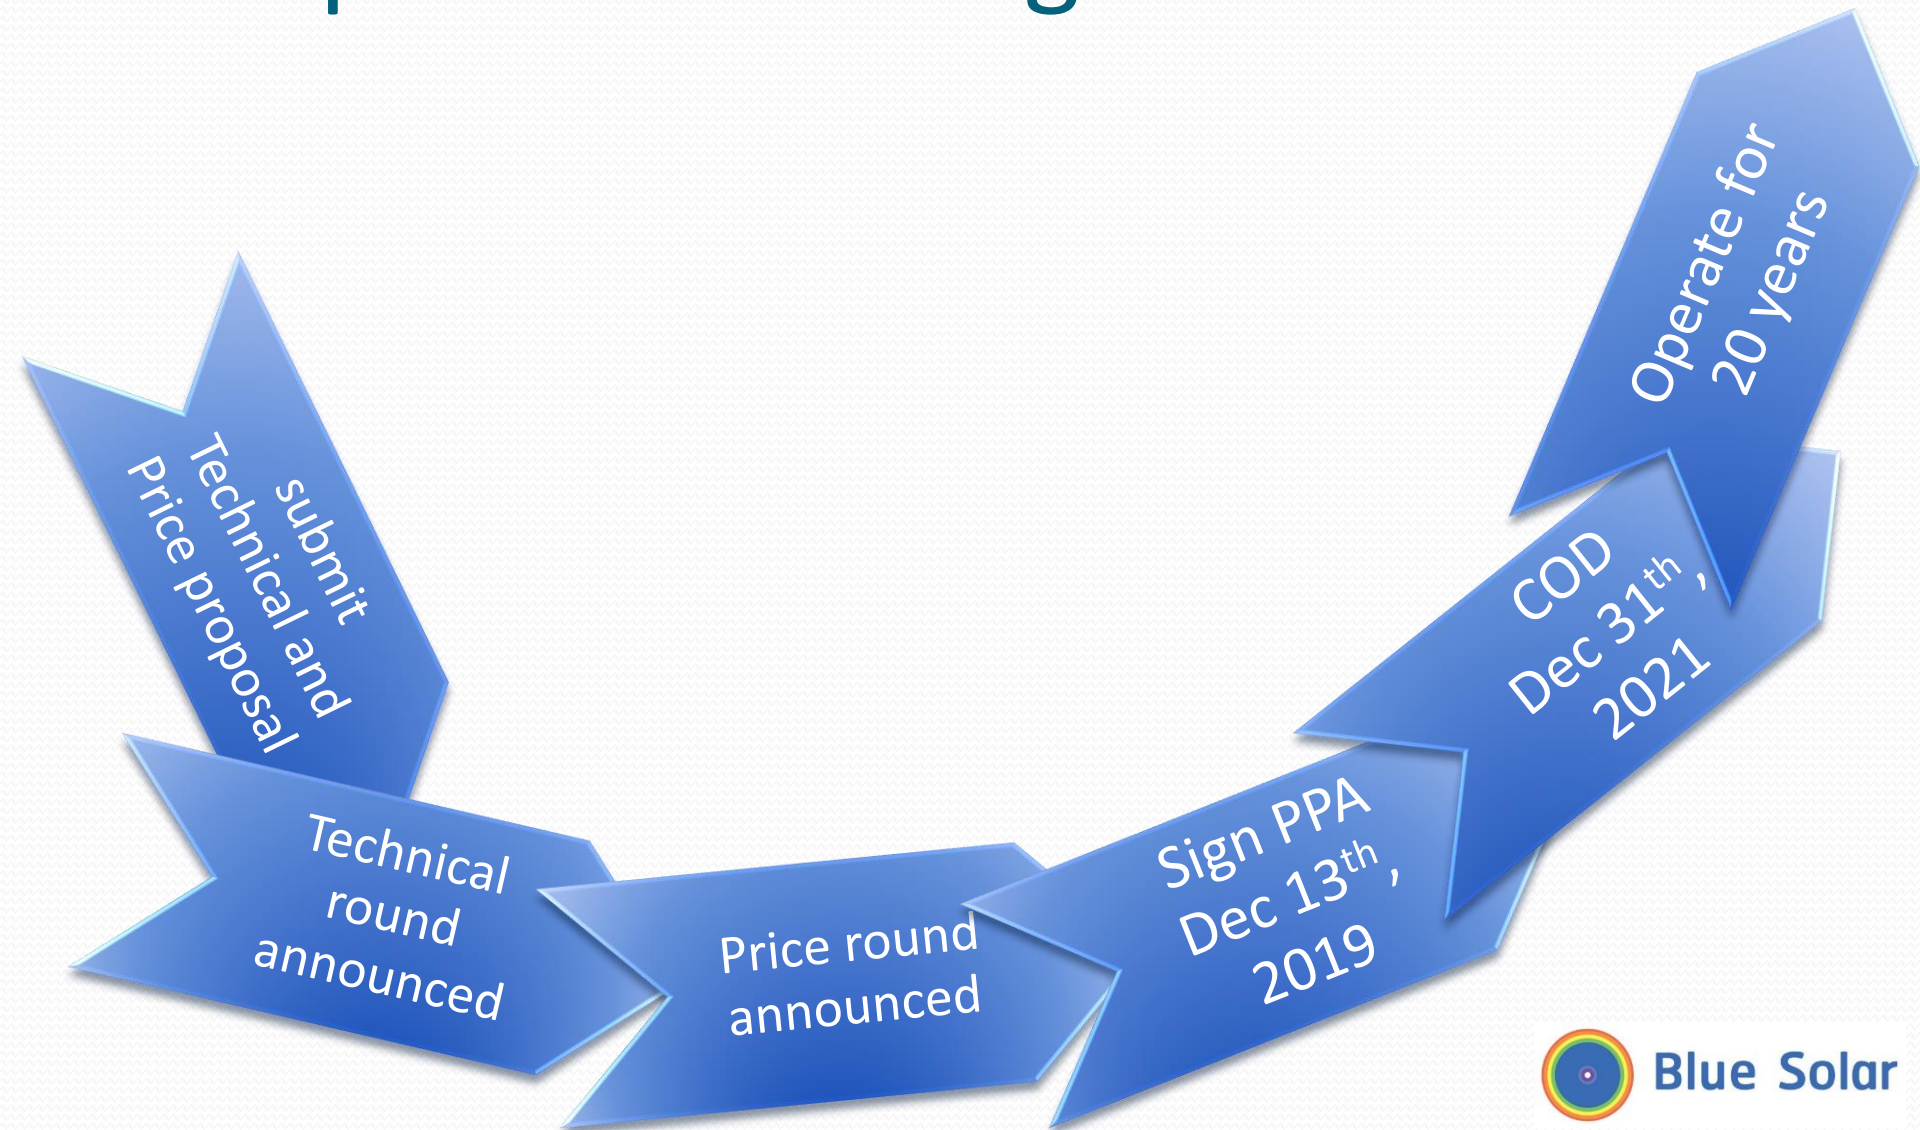 submit
Technical and
Price proposal
Technical
round
announced
Price round
announced
Sign PPA
Dec 13th,
2019
COD
Dec 31th,
2021
Operate for
20 years
Blue Solar